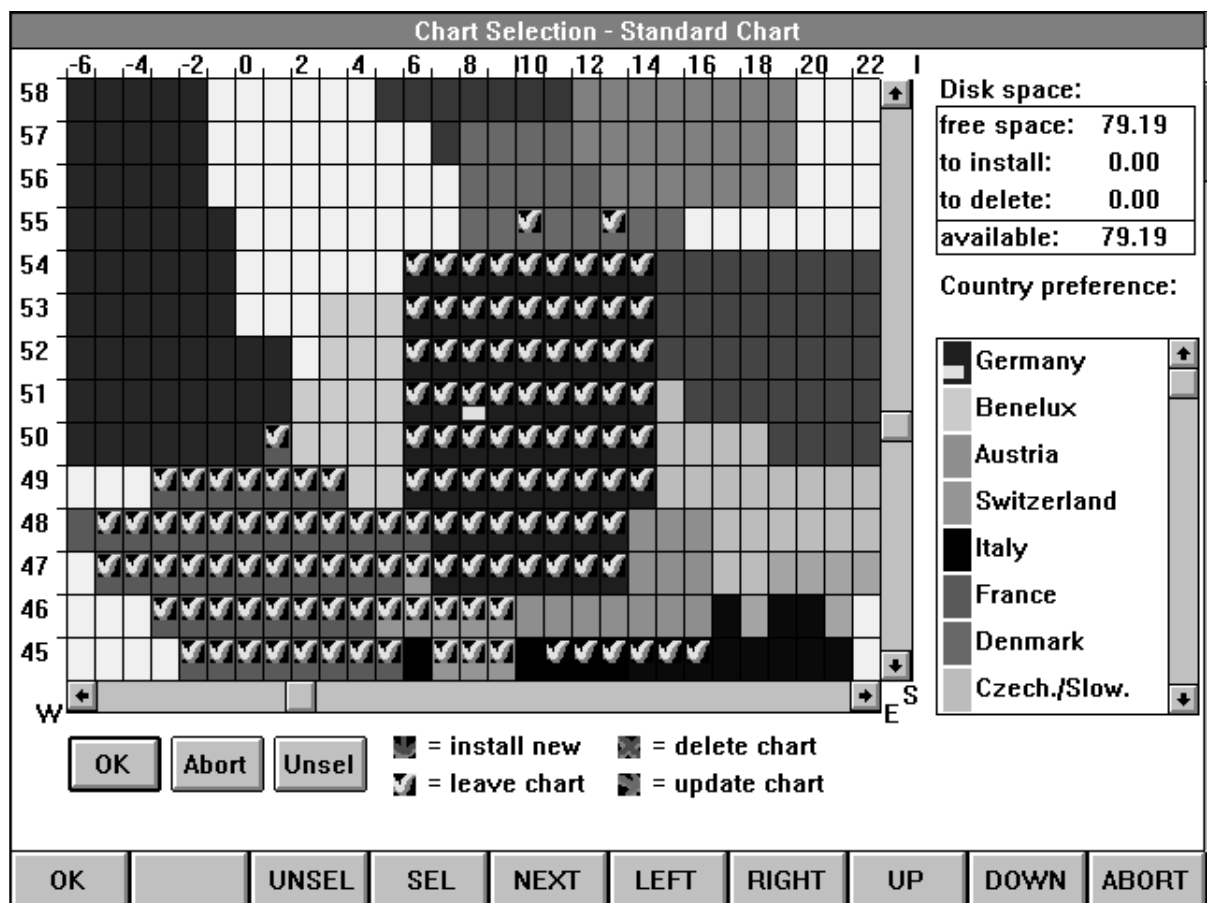 Chart Selection - Standard Chart
-6 -4 -2 0 2 4 6 8 10 12 14 16 18 20 22
58
57
56
55
54
53
52
51
50
49
48
47
46
45
W
E
S
Disk space:
free space: 79.19
to install: 0.00
to delete: 0.00
available: 79.19
Country preference:
Germany
Benelux
Austria
Switzerland
Italy
France
Denmark
Czech./Slow.
OK Abort Unsel
= install new = delete chart
= leave chart = update chart
OK UNSEL SEL NEXT LEFT RIGHT UP DOWN ABORT